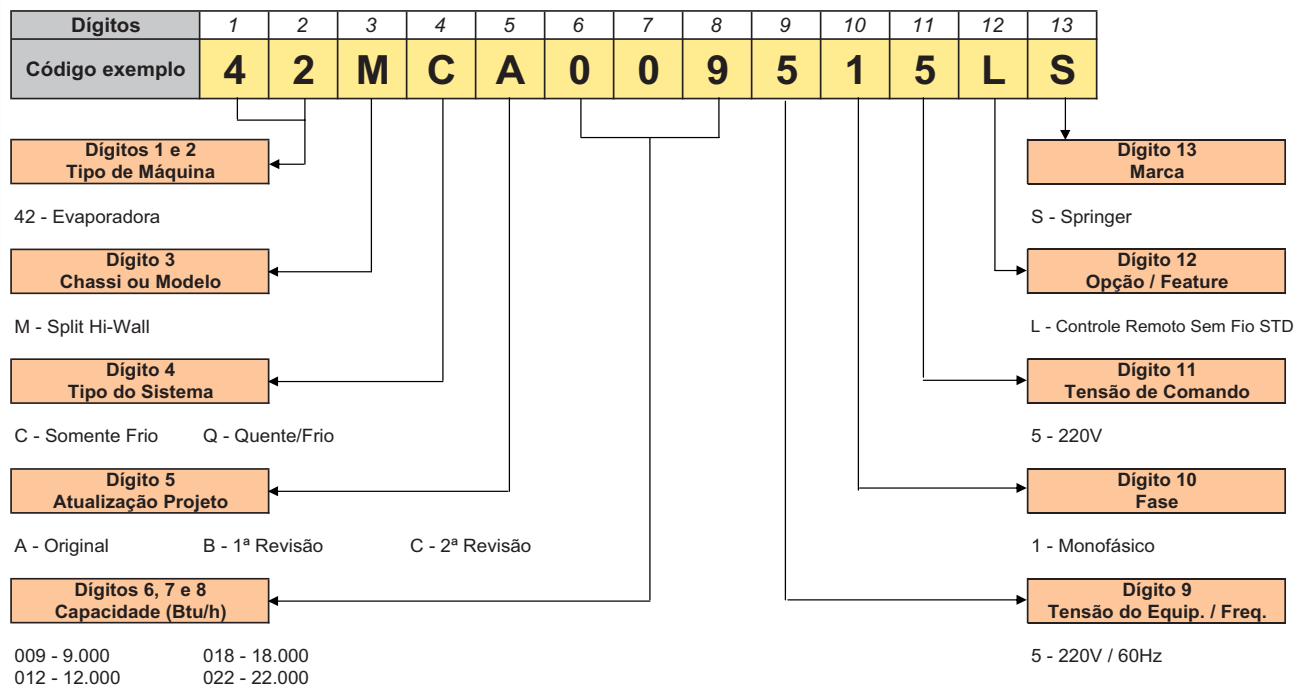 Dígitos 1 2 3 4 5 6 7 8 9 10 11 12 13
Código exemplo 4 2 M C A 0 0 9 5 1 5 L S
Dígitos 1 e 2
Tipo de Máquina
42 - Evaporadora
Dígito 3
Chassi ou Modelo
M - Split Hi-Wall
Dígito 4
Tipo do Sistema
C - Somente Frio Q - Quente/Frio
Dígito 5
Atualização Projeto
A - Original B - 1ª Revisão C - 2ª Revisão
Dígitos 6, 7 e 8
Capacidade (Btu/h)
009 - 9.000 018 - 18.000
012 - 12.000 022 - 22.000
Dígito 13
Marca
S - Springer
Dígito 12
Opção / Feature
L - Controle Remoto Sem Fio STD
Dígito 11
Tensão de Comando
5 - 220V
Dígito 10
Fase
1 - Monofásico
Dígito 9
Tensão do Equip. / Freq.
5 - 220V / 60Hz